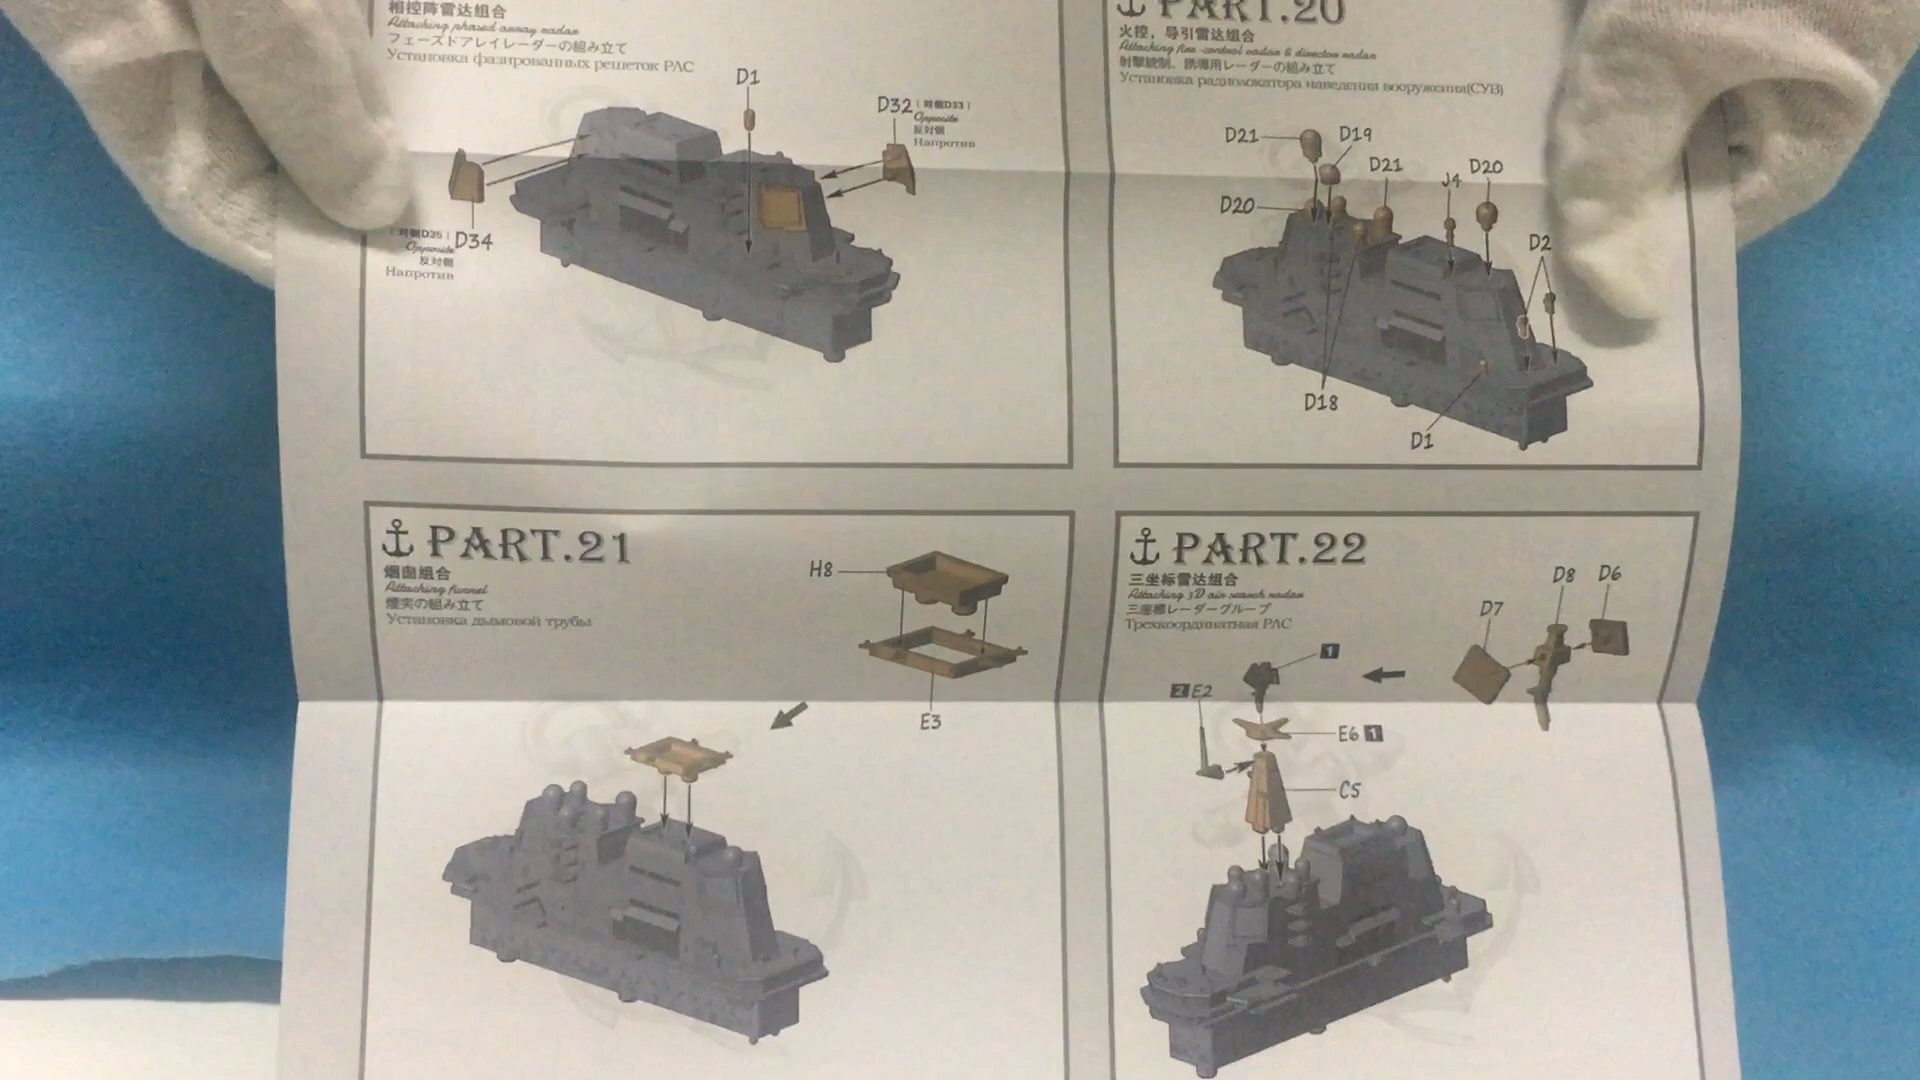 相控阵雷达组合
Attaching phased array radar
フェーズドアレイレーダーの組み立て
Установка фазированных решеток РЛС
D1
D32
( 对侧D33 )
Opposite
反対側
Напротив
( 对侧D35 )
D34
Opposite
反対側
Напротив
PART.20
火控，导引雷达组合
Attaching fire-control radar & director radar
射撃統制、誘導用レーダーの組み立て
Установка радиолокатора наведения вооружения(СУВ)
D21
D19
D21
J4
D20
D20
D2
D18
D1
PART.21
烟囱组合
Attaching funnel
煙突の組み立て
Установка дымовой трубы
H8
E3
PART.22
三坐标雷达组合
Attaching 3D air search radar
三座標レーダーグループ
Трехкоординатная РЛС
D8
D6
D7
1
2 E2
E6 1
C5